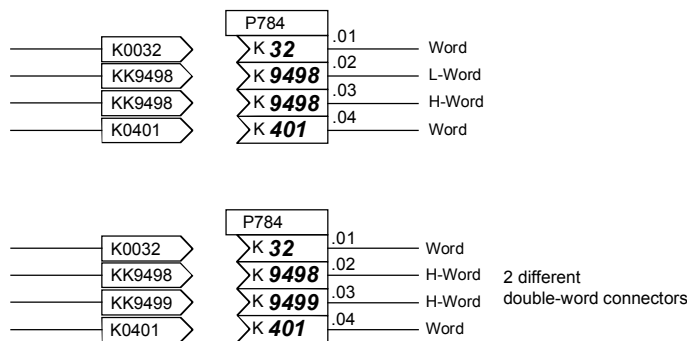 P784
K0032 K 32 .01 Word
KK9498 K 9498 .02 L-Word
KK9498 K 9498 .03 H-Word
K0401 K 401 .04 Word
P784
K0032 K 32 .01 Word
KK9498 K 9498 .02 H-Word 2 different
KK9499 K 9499 .03 H-Word double-word connectors
K0401 K 401 .04 Word